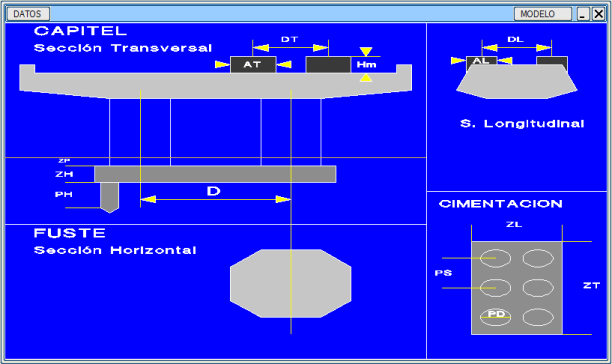 DATOS
MODELO
CAPITEL
Sección Transversal
DT
AT
Hm
DL
AL
S. Longitudinal
ZP
ZH
PH
D
CIMENTACION
ZL
FUSTE
Sección Horizontal
PS
ZT
PD